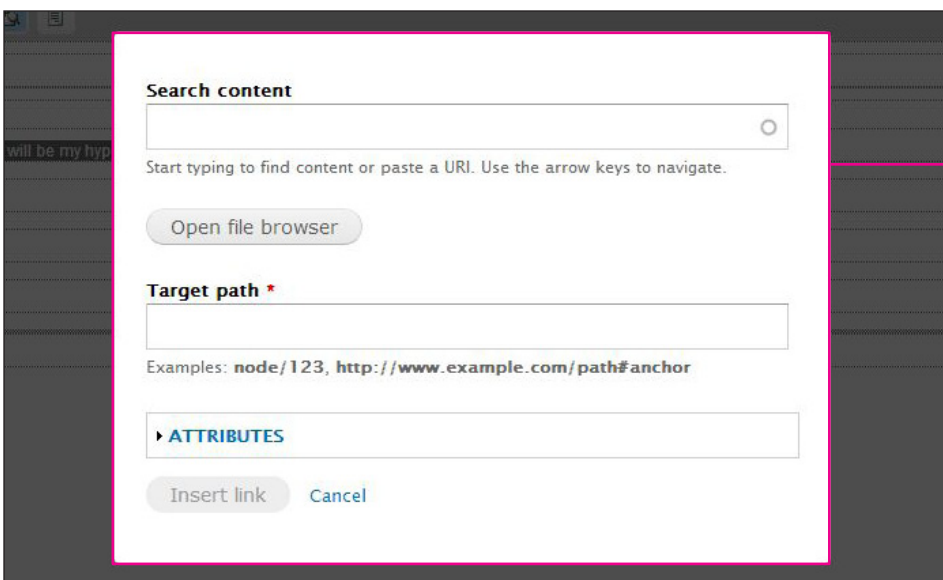 Search content
will be my hyp
Start typing to find content or paste a URI. Use the arrow keys to navigate.
Open file browser
Target path *
Examples: node/123, http://www.example.com/path#anchor
ATTRIBUTES
Insert link Cancel